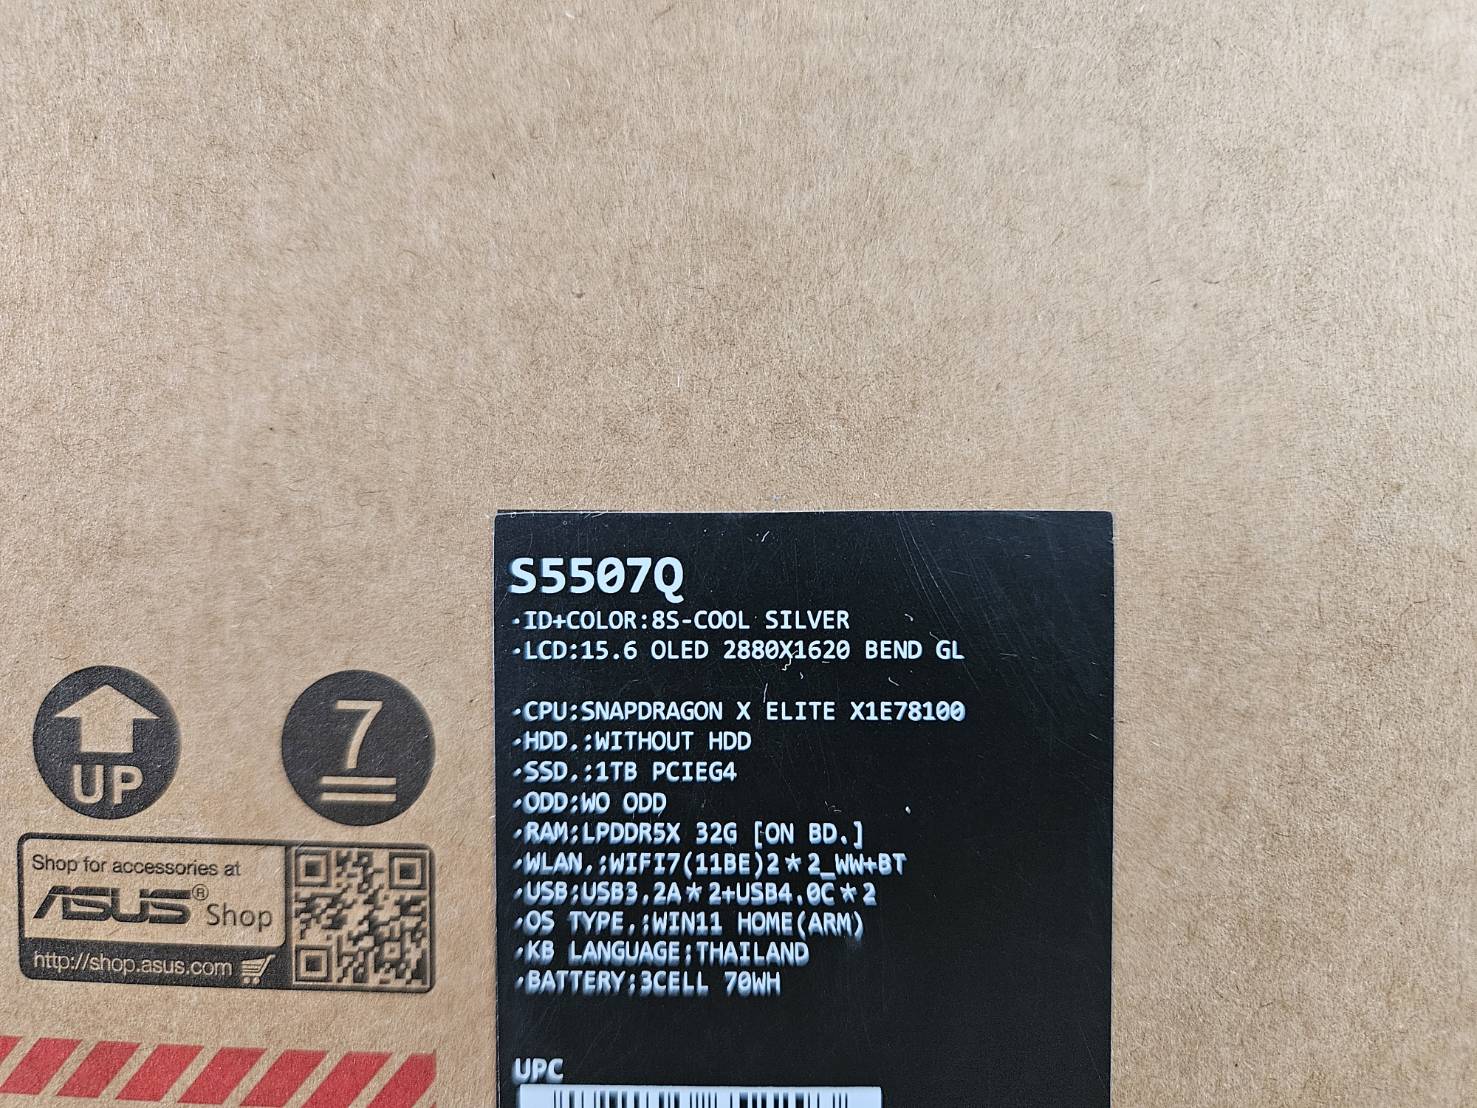 S5507Q
·ID+COLOR:8S-COOL SILVER
·LCD:15.6 OLED 2880X1620 BEND GL
·CPU:SNAPDRAGON X ELITE X1E78100
·HDD.:WITHOUT HDD
·SSD.:1TB PCIEG4
·ODD:WO ODD
·RAM:LPDDR5X 32G [ON BD.]
·WLAN.:WIFI7(11BE)2*2_WW+BT
·USB:USB3.2A*2+USB4.0C*2
·OS TYPE.:WIN11 HOME(ARM)
·KB LANGUAGE:THAILAND
·BATTERY:3CELL 70WH
UPC
UP
7
Shop for accessories at
ASUS® Shop
http://shop.asus.com